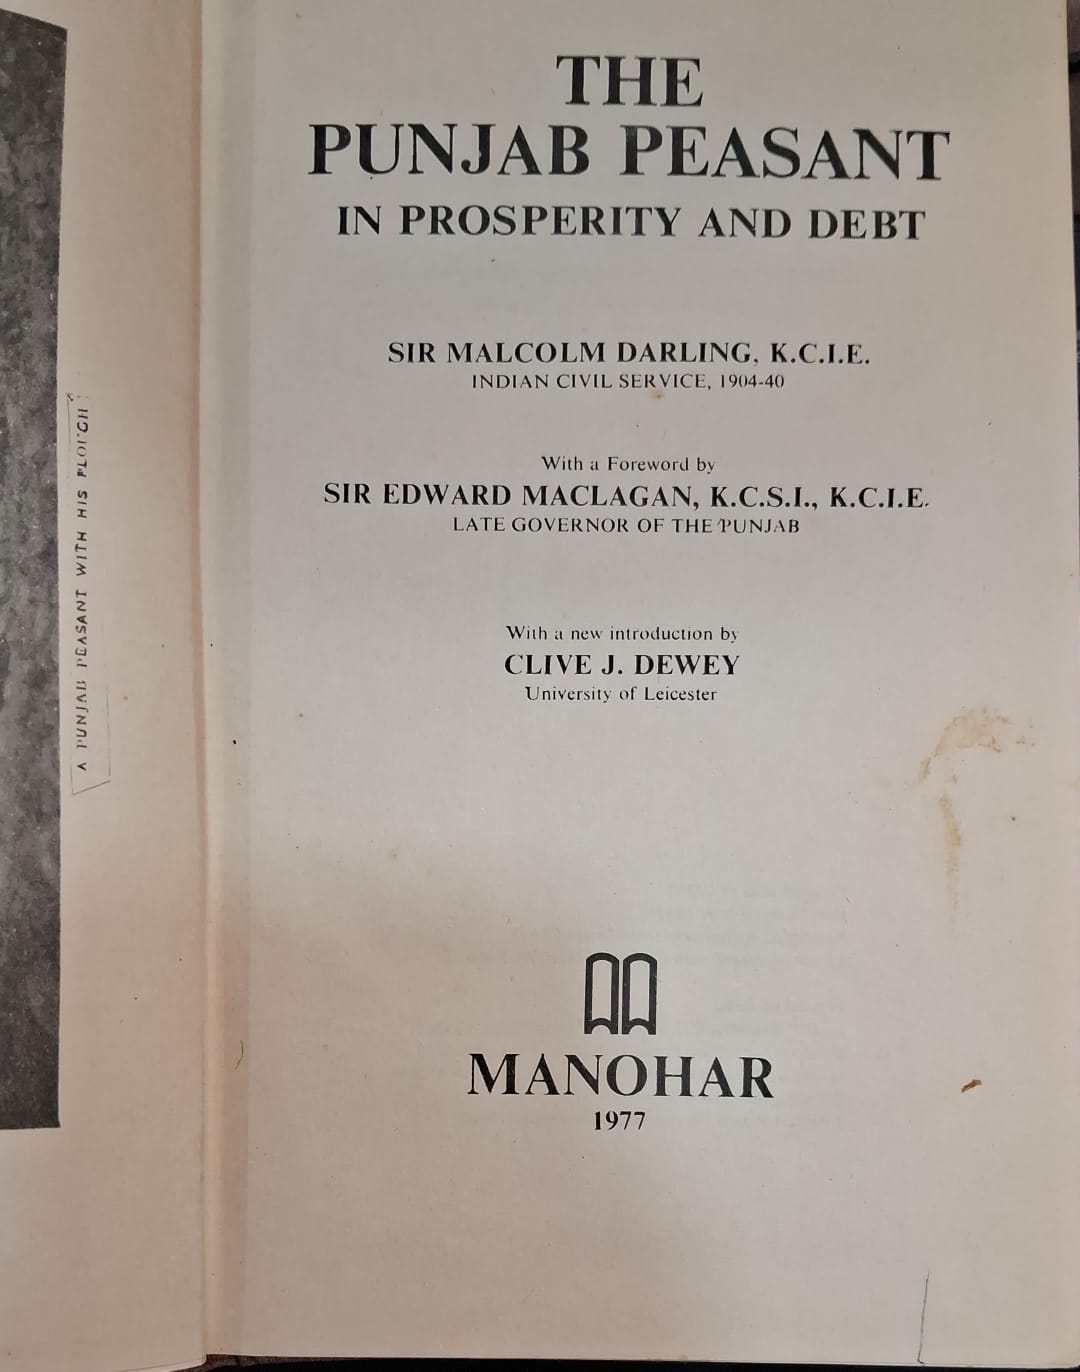 A PUNJAB PEASANT WITH HIS PLOUGH
THE
PUNJAB PEASANT
IN PROSPERITY AND DEBT
SIR MALCOLM DARLING, K.C.I.E.
INDIAN CIVIL SERVICE, 1904-40
With a Foreword by
SIR EDWARD MACLAGAN, K.C.S.I., K.C.I.E.
LATE GOVERNOR OF THE PUNJAB
With a new introduction by
CLIVE J. DEWEY
University of Leicester
MANOHAR
1977